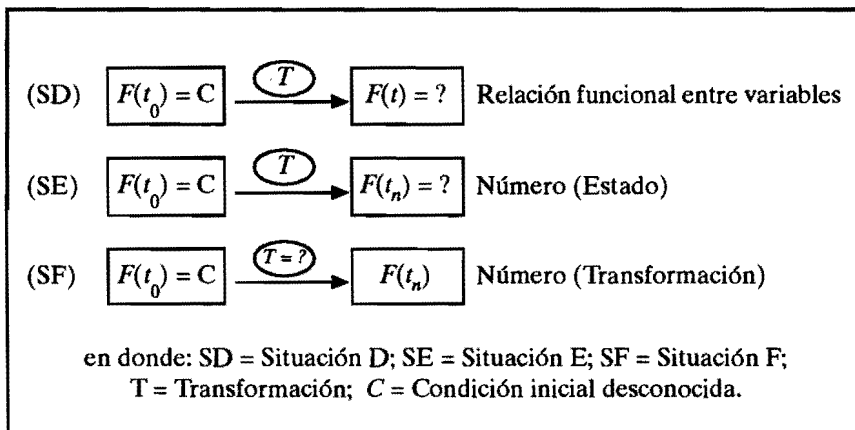 (SD) F(t₀) = C T F(t) = ? Relación funcional entre variables
(SE) F(t₀) = C T F(tₙ) = ? Número (Estado)
(SF) F(t₀) = C T = ? F(tₙ) Número (Transformación)
en donde: SD = Situación D; SE = Situación E; SF = Situación F;
T = Transformación; C = Condición inicial desconocida.